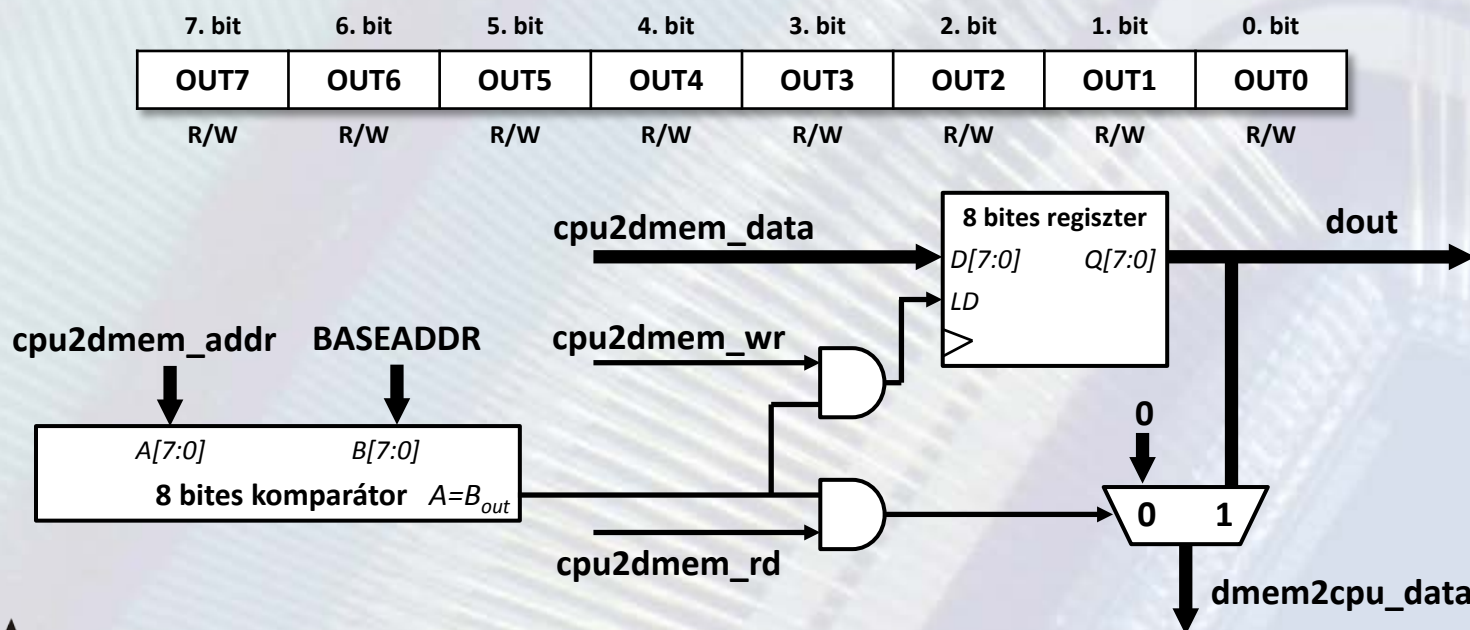 7. bit 6. bit 5. bit 4. bit 3. bit 2. bit 1. bit 0. bit
OUT7 OUT6 OUT5 OUT4 OUT3 OUT2 OUT1 OUT0
R/W R/W R/W R/W R/W R/W R/W R/W
cpu2dmem_data
8 bites regiszter
dout
D[7:0] Q[7:0]
LD
cpu2dmem_addr BASEADDR cpu2dmem_wr
0
A[7:0] B[7:0]
8 bites komparátor A=Bout
0 1
cpu2dmem_rd
dmem2cpu_data